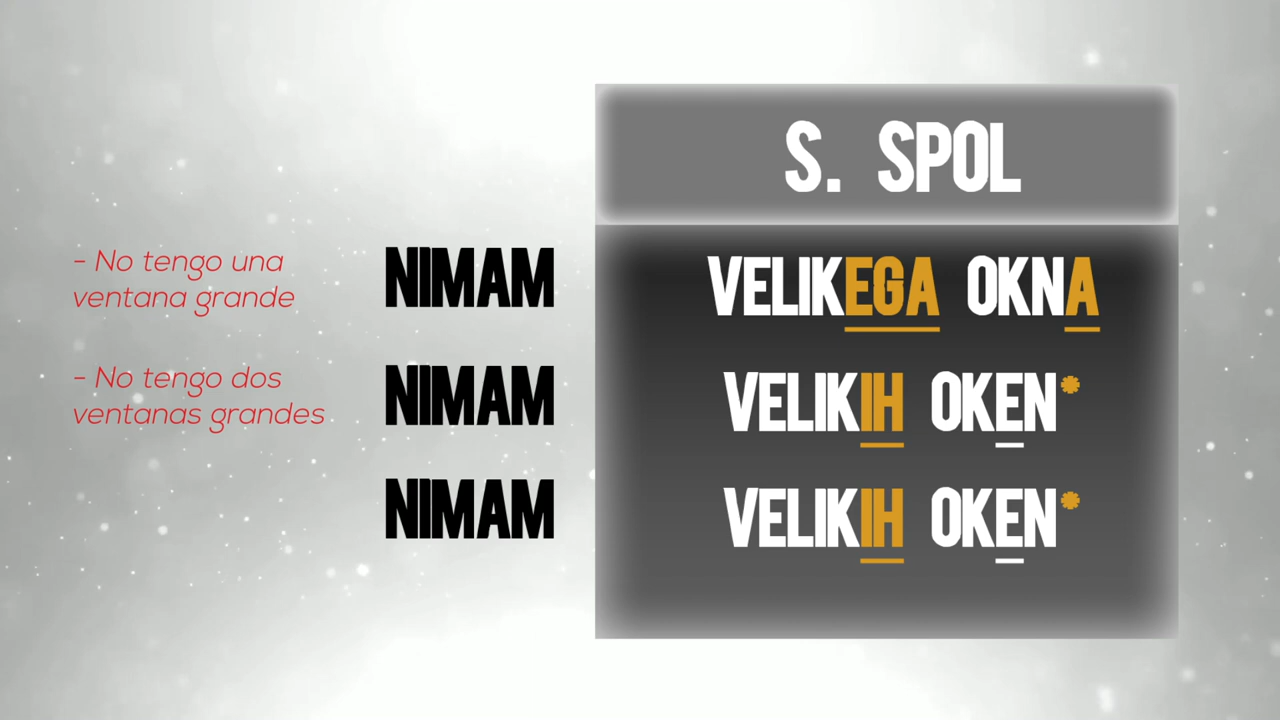 S. SPOL
- No tengo una
ventana grande
NIMAM
VELIKEGA OKNA
- No tengo dos
ventanas grandes
NIMAM
VELIKIH OKEN*
NIMAM
VELIKIH OKEN*